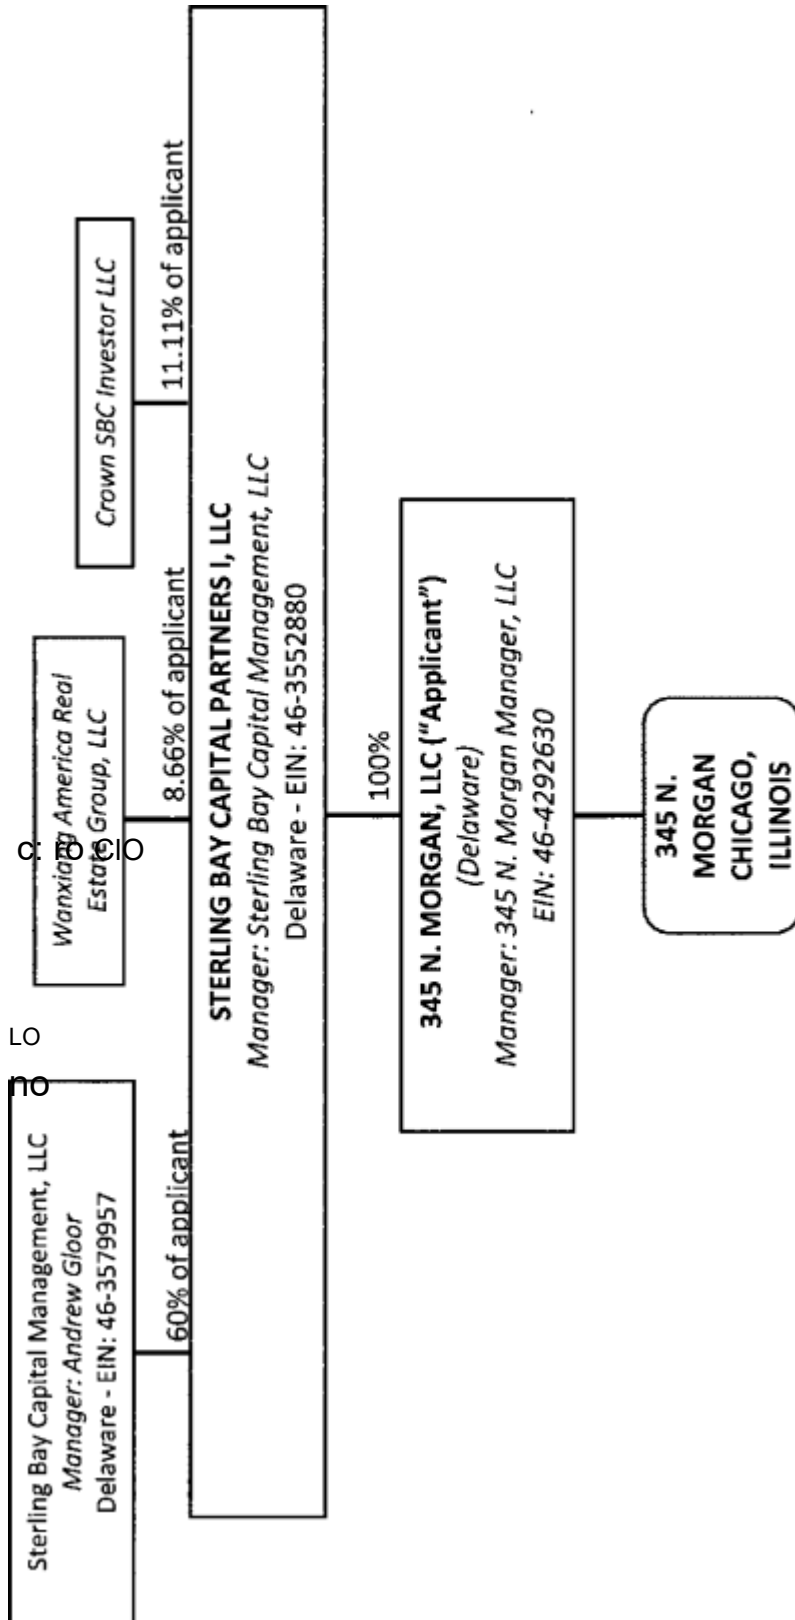 Sterling Bay Capital Management, LLC
Manager: Andrew Gloor
Delaware - EIN: 46-3579957
60% of applicant
Wanxiang America Real
Estate Group, LLC
8.66% of applicant
Crown SBC Investor LLC
11.11% of applicant
STERLING BAY CAPITAL PARTNERS I, LLC
Manager: Sterling Bay Capital Management, LLC
Delaware - EIN: 46-3552880
100%
345 N. MORGAN, LLC ("Applicant")
(Delaware)
Manager: 345 N. Morgan Manager, LLC
EIN: 46-4292630
345 N.
MORGAN
CHICAGO,
ILLINOIS
LO
no